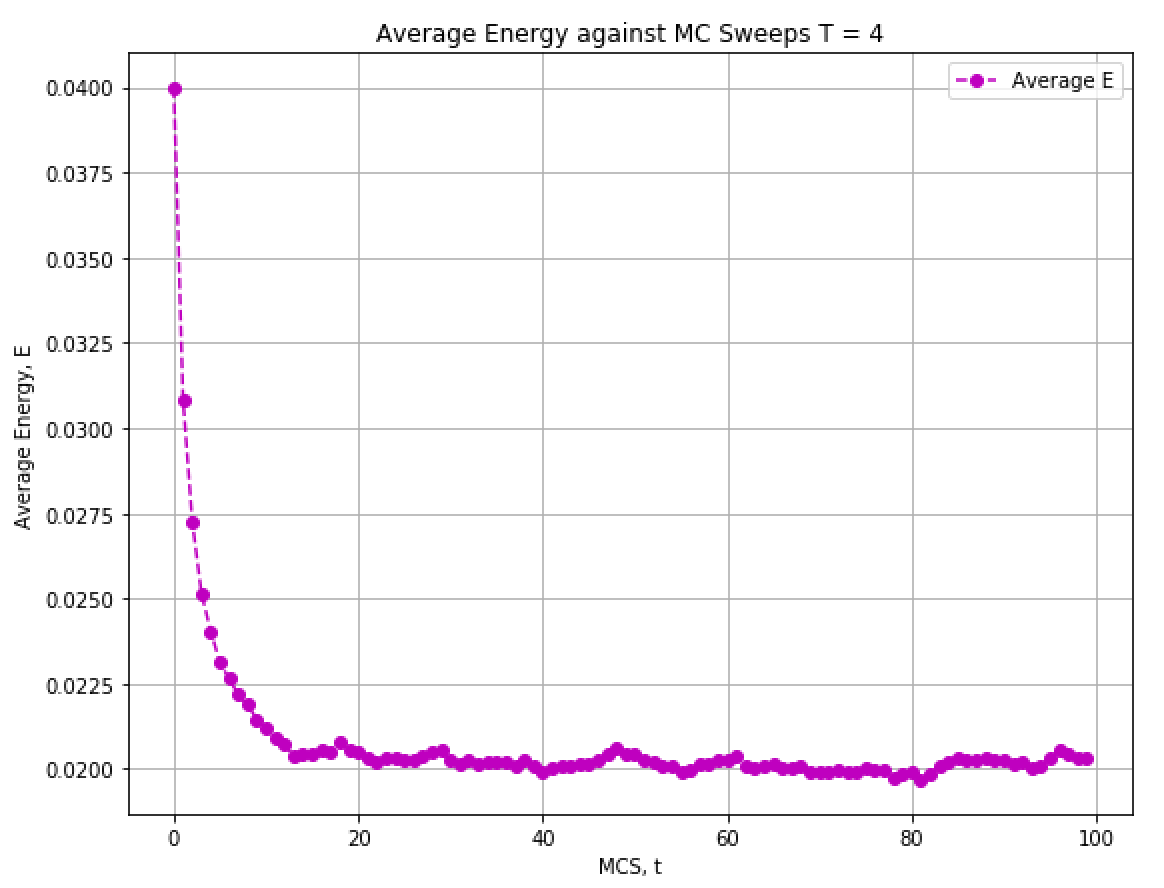 Average Energy against MC Sweeps T = 4
Average E
Average Energy, E
0.0400
0.0375
0.0350
0.0325
0.0300
0.0275
0.0250
0.0225
0.0200
0 20 40 60 80 100
MCS, t